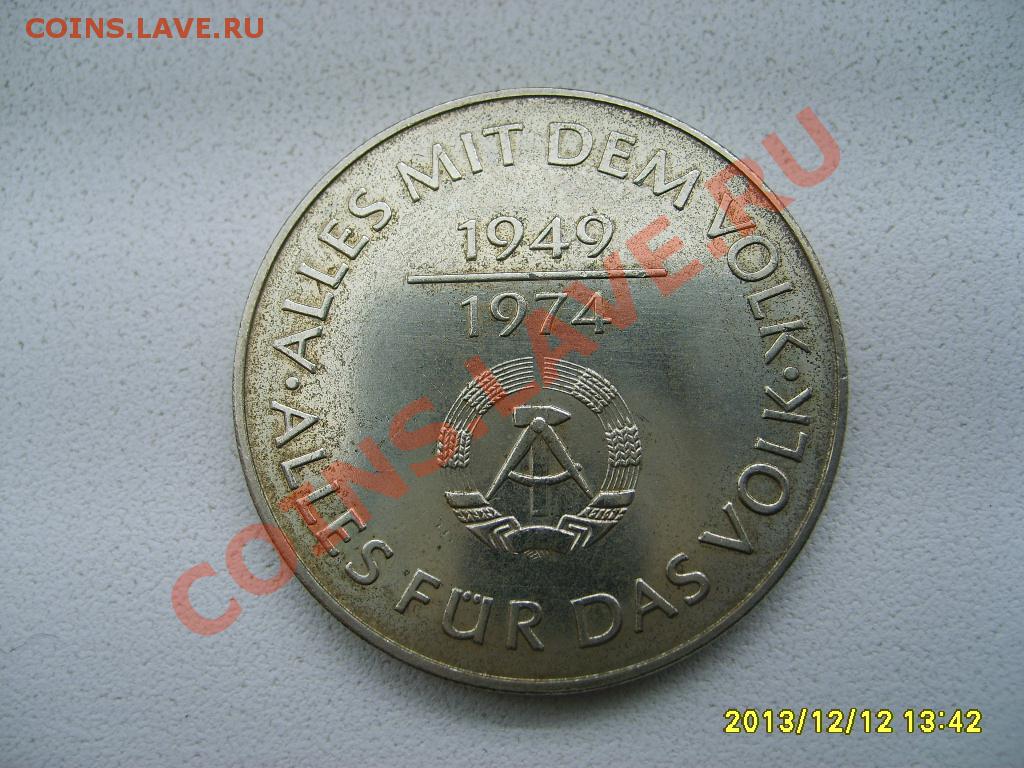 COINS.LAVE.RU
· ALLES MIT DEM VOLK · ALLES FÜR DAS VOLK
1949
1974
COINS.LAVE.RU
2013/12/12 13:42